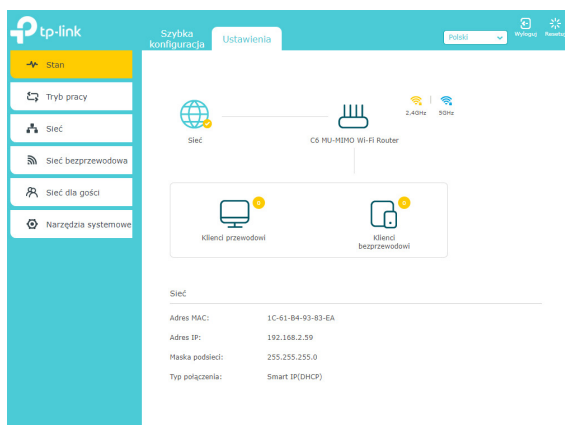 tp-link
Szybka konfiguracja
Ustawienia
Polski
Wyloguj
Resetuj
Stan
Tryb pracy
Sieć
Sieć bezprzewodowa
Sieć dla gości
Narzędzia systemowe
2.4GHz
5GHz
Sieć
C6 MU-MIMO Wi-Fi Router
0
0
Klienci przewodowi
Klienci
bezprzewodowi
Sieć
Adres MAC: 1C-61-B4-93-83-EA
Adres IP: 192.168.2.59
Maska podsieci: 255.255.255.0
Typ połączenia: Smart IP(DHCP)